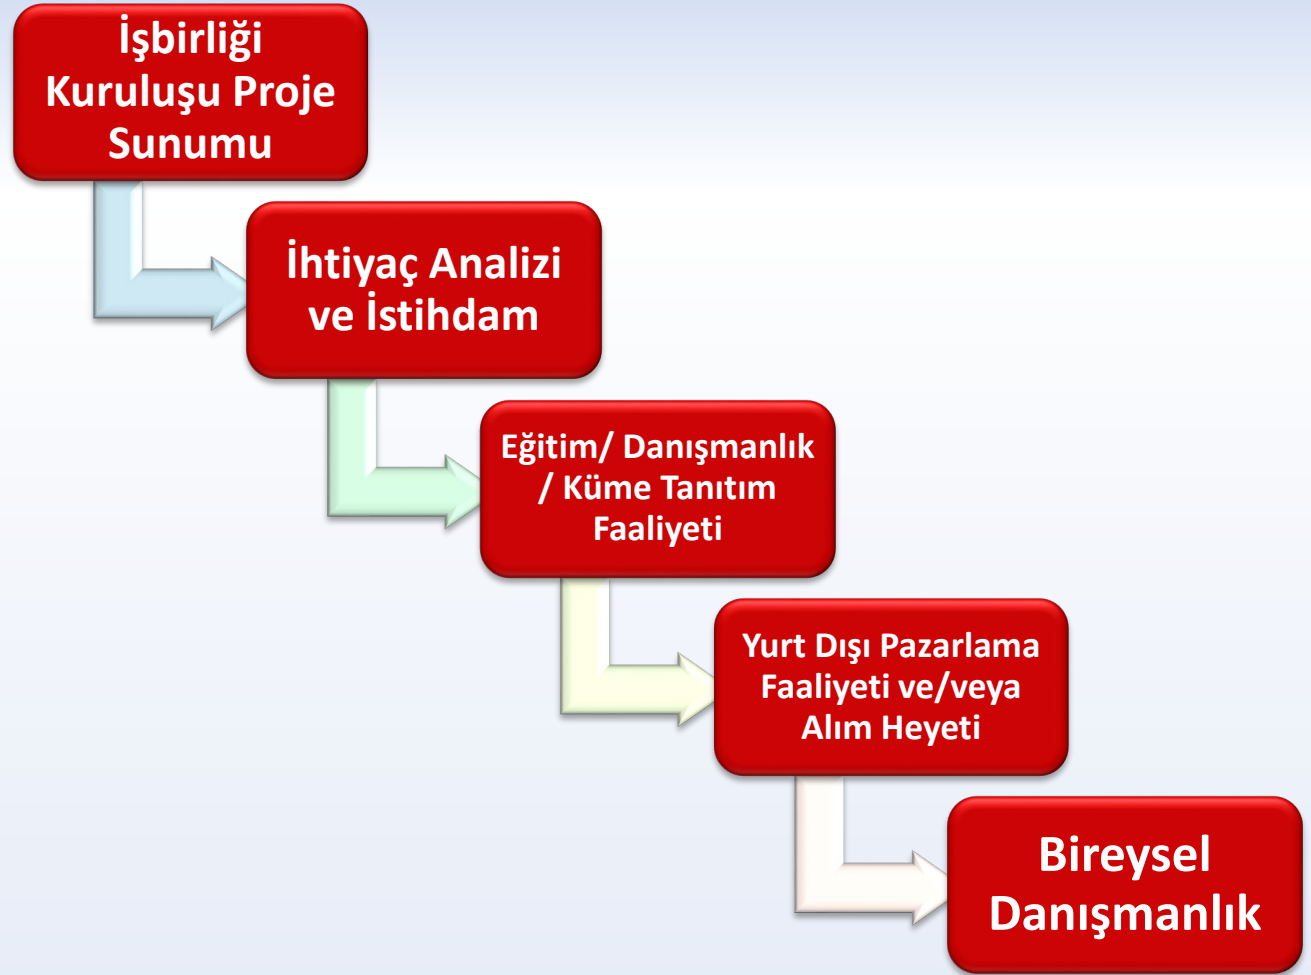 İşbirliği
Kuruluşu Proje
Sunumu
İhtiyaç Analizi
ve İstihdam
Eğitim/ Danışmanlık
/ Küme Tanıtım
Faaliyeti
Yurt Dışı Pazarlama
Faaliyeti ve/veya
Alım Heyeti
Bireysel
Danışmanlık